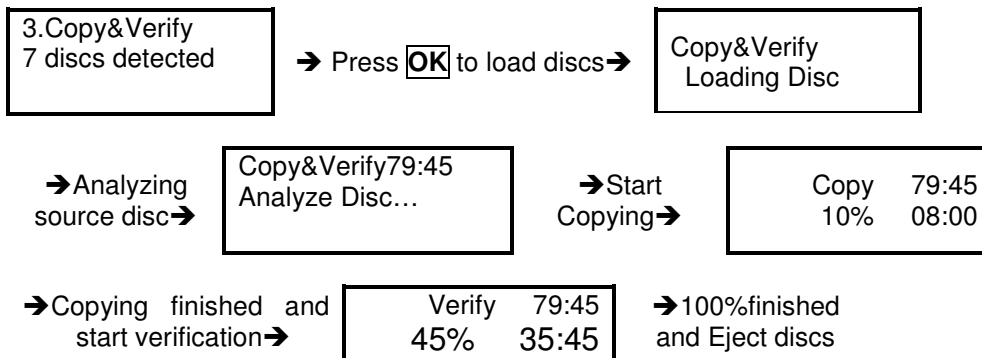 3.Copy&Verify
7 discs detected
➔ Press OK to load discs➔
Copy&Verify
Loading Disc
➔Analyzing
source disc➔
Copy&Verify79:45
Analyze Disc…
➔Start
Copying➔
Copy 79:45
10% 08:00
➔Copying finished and
start verification➔
Verify 79:45
45% 35:45
➔100%finished
and Eject discs